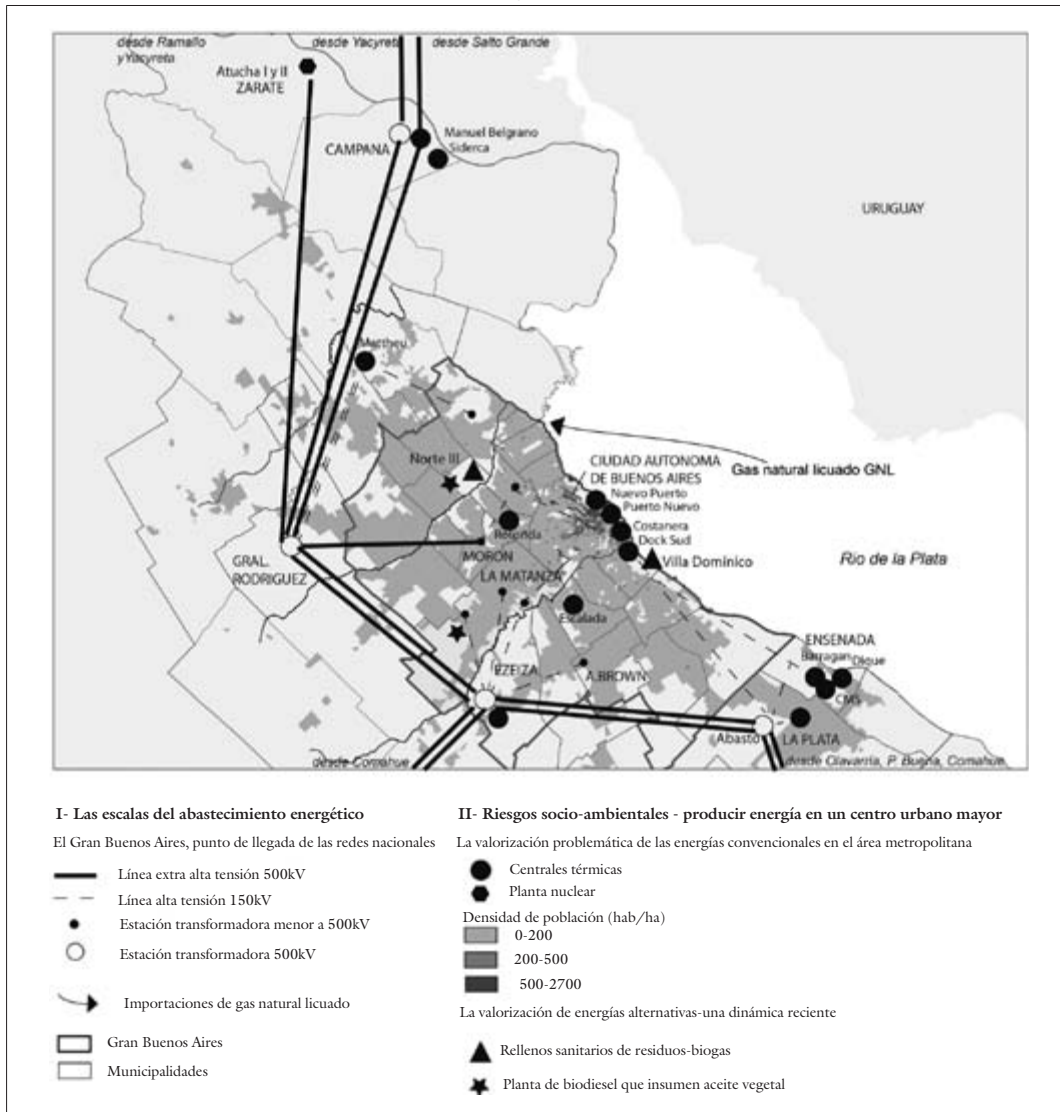 desde Ramallo
y Yacyreta
desde Yacyreta
desde Salto Grande
Atucha I y II
ZARATE
CAMPANA
Manuel Belgrano
Siderca
URUGUAY
Mattheu
Norte III
CIUDAD AUTONOMA
DE BUENOS AIRES
Gas natural licuado GNL
Nuevo Puerto
Puerto Nuevo
Costanera
Dock Sud
Rotonda
MORON
Villa Domínico
Rio de la Plata
GRAL.
RODRIGUEZ
LA MATANZA
Escalada
ENSENADA
Barragan
Dique
CMS
EZEIZA
A.BROWN
Abasto
LA PLATA
desde Comahue
desde Olavarria, P. Buena, Comahue
I- Las escalas del abastecimiento energético
El Gran Buenos Aires, punto de llegada de las redes nacionales
Línea extra alta tensión 500kV
Línea alta tensión 150kV
Estación transformadora menor a 500kV
Estación transformadora 500kV
Importaciones de gas natural licuado
Gran Buenos Aires
Municipalidades
II- Riesgos socio-ambientales - producir energía en un centro urbano mayor
La valorización problemática de las energías convencionales en el área metropolitana
Centrales térmicas
Planta nuclear
Densidad de población (hab/ha)
0-200
200-500
500-2700
La valorización de energías alternativas-una dinámica reciente
Rellenos sanitarios de residuos-biogas
Planta de biodiesel que insumen aceite vegetal